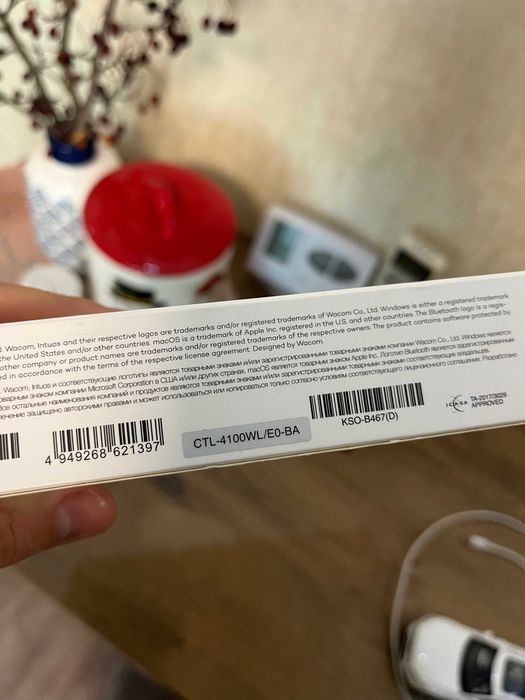 d. Wacom, Intuos and their respective logos are trademarks and/or registered trademarks of Wacom Co., Ltd. Windows is either a registered trademark
the United States and/or other countries. macOS is a trademark of Apple Inc. registered in the U.S. and other countries. The Bluetooth logo is a regis-
other company or product names are trademarks and/or registered trademarks of their respective owners. The product contains software protected by
ed in accordance with the terms of the respective license agreement. Designed by Wacom.
Wacom, Intuos и соответствующие логотипы являются товарными знаками и/или зарегистрированными товарными знаками компании Wacom Co., Ltd. Windows является
товарным знаком компании Microsoft Corporation в США и/или других странах. macOS является товарным знаком Apple Inc. Логотип Bluetooth является зарегистрированным
Все остальные наименования компаний и продуктов являются товарными знаками и/или зарегистрированными товарными знаками соответствующих владельцев.
печение защищено авторскими правами и может использоваться или копироваться только согласно условиям соответствующего лицензионного соглашения. Разработано
4 949268 621397
CTL-4100WL/E0-BA
KSO-B467(D)
ICASA
TA-2017/3029
APPROVED